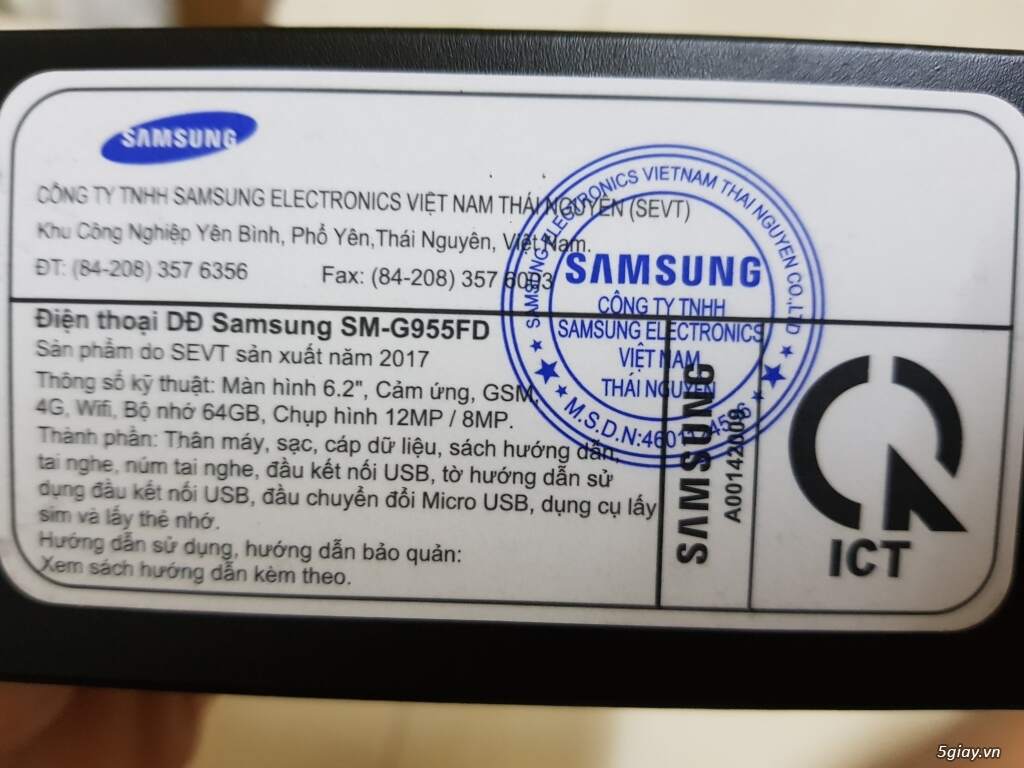 SAMSUNG
CÔNG TY TNHH SAMSUNG ELECTRONICS VIỆT NAM THÁI NGUYÊN (SEVT)
Khu Công Nghiệp Yên Bình, Phổ Yên,Thái Nguyên, Việt Nam.
ĐT: (84-208) 357 6356 Fax: (84-208) 357 6093
SAMSUNG ELECTRONICS VIETNAM THAI NGUYEN CO.,LTD
SAMSUNG
CÔNG TY TNHH
SAMSUNG ELECTRONICS
VIỆT NAM
THÁI NGUYÊN
M.S.D.N:
Điện thoại DĐ Samsung SM-G955FD
Sản phẩm do SEVT sản xuất năm 2017
Thông số kỹ thuật: Màn hình 6.2", Cảm ứng, GSM,
4G, Wifi, Bộ nhớ 64GB, Chụp hình 12MP / 8MP.
Thành phần: Thân máy, sạc, cáp dữ liệu, sách hướng dẫn,
tai nghe, núm tai nghe, đầu kết nối USB, tờ hướng dẫn sử
dụng đầu kết nối USB, đầu chuyển đổi Micro USB, dụng cụ lấy
sim và lấy thẻ nhớ.
Hướng dẫn sử dụng, hướng dẫn bảo quản:
Xem sách hướng dẫn kèm theo.
SAMSUNG
A00142009
ICT
5giay.vn